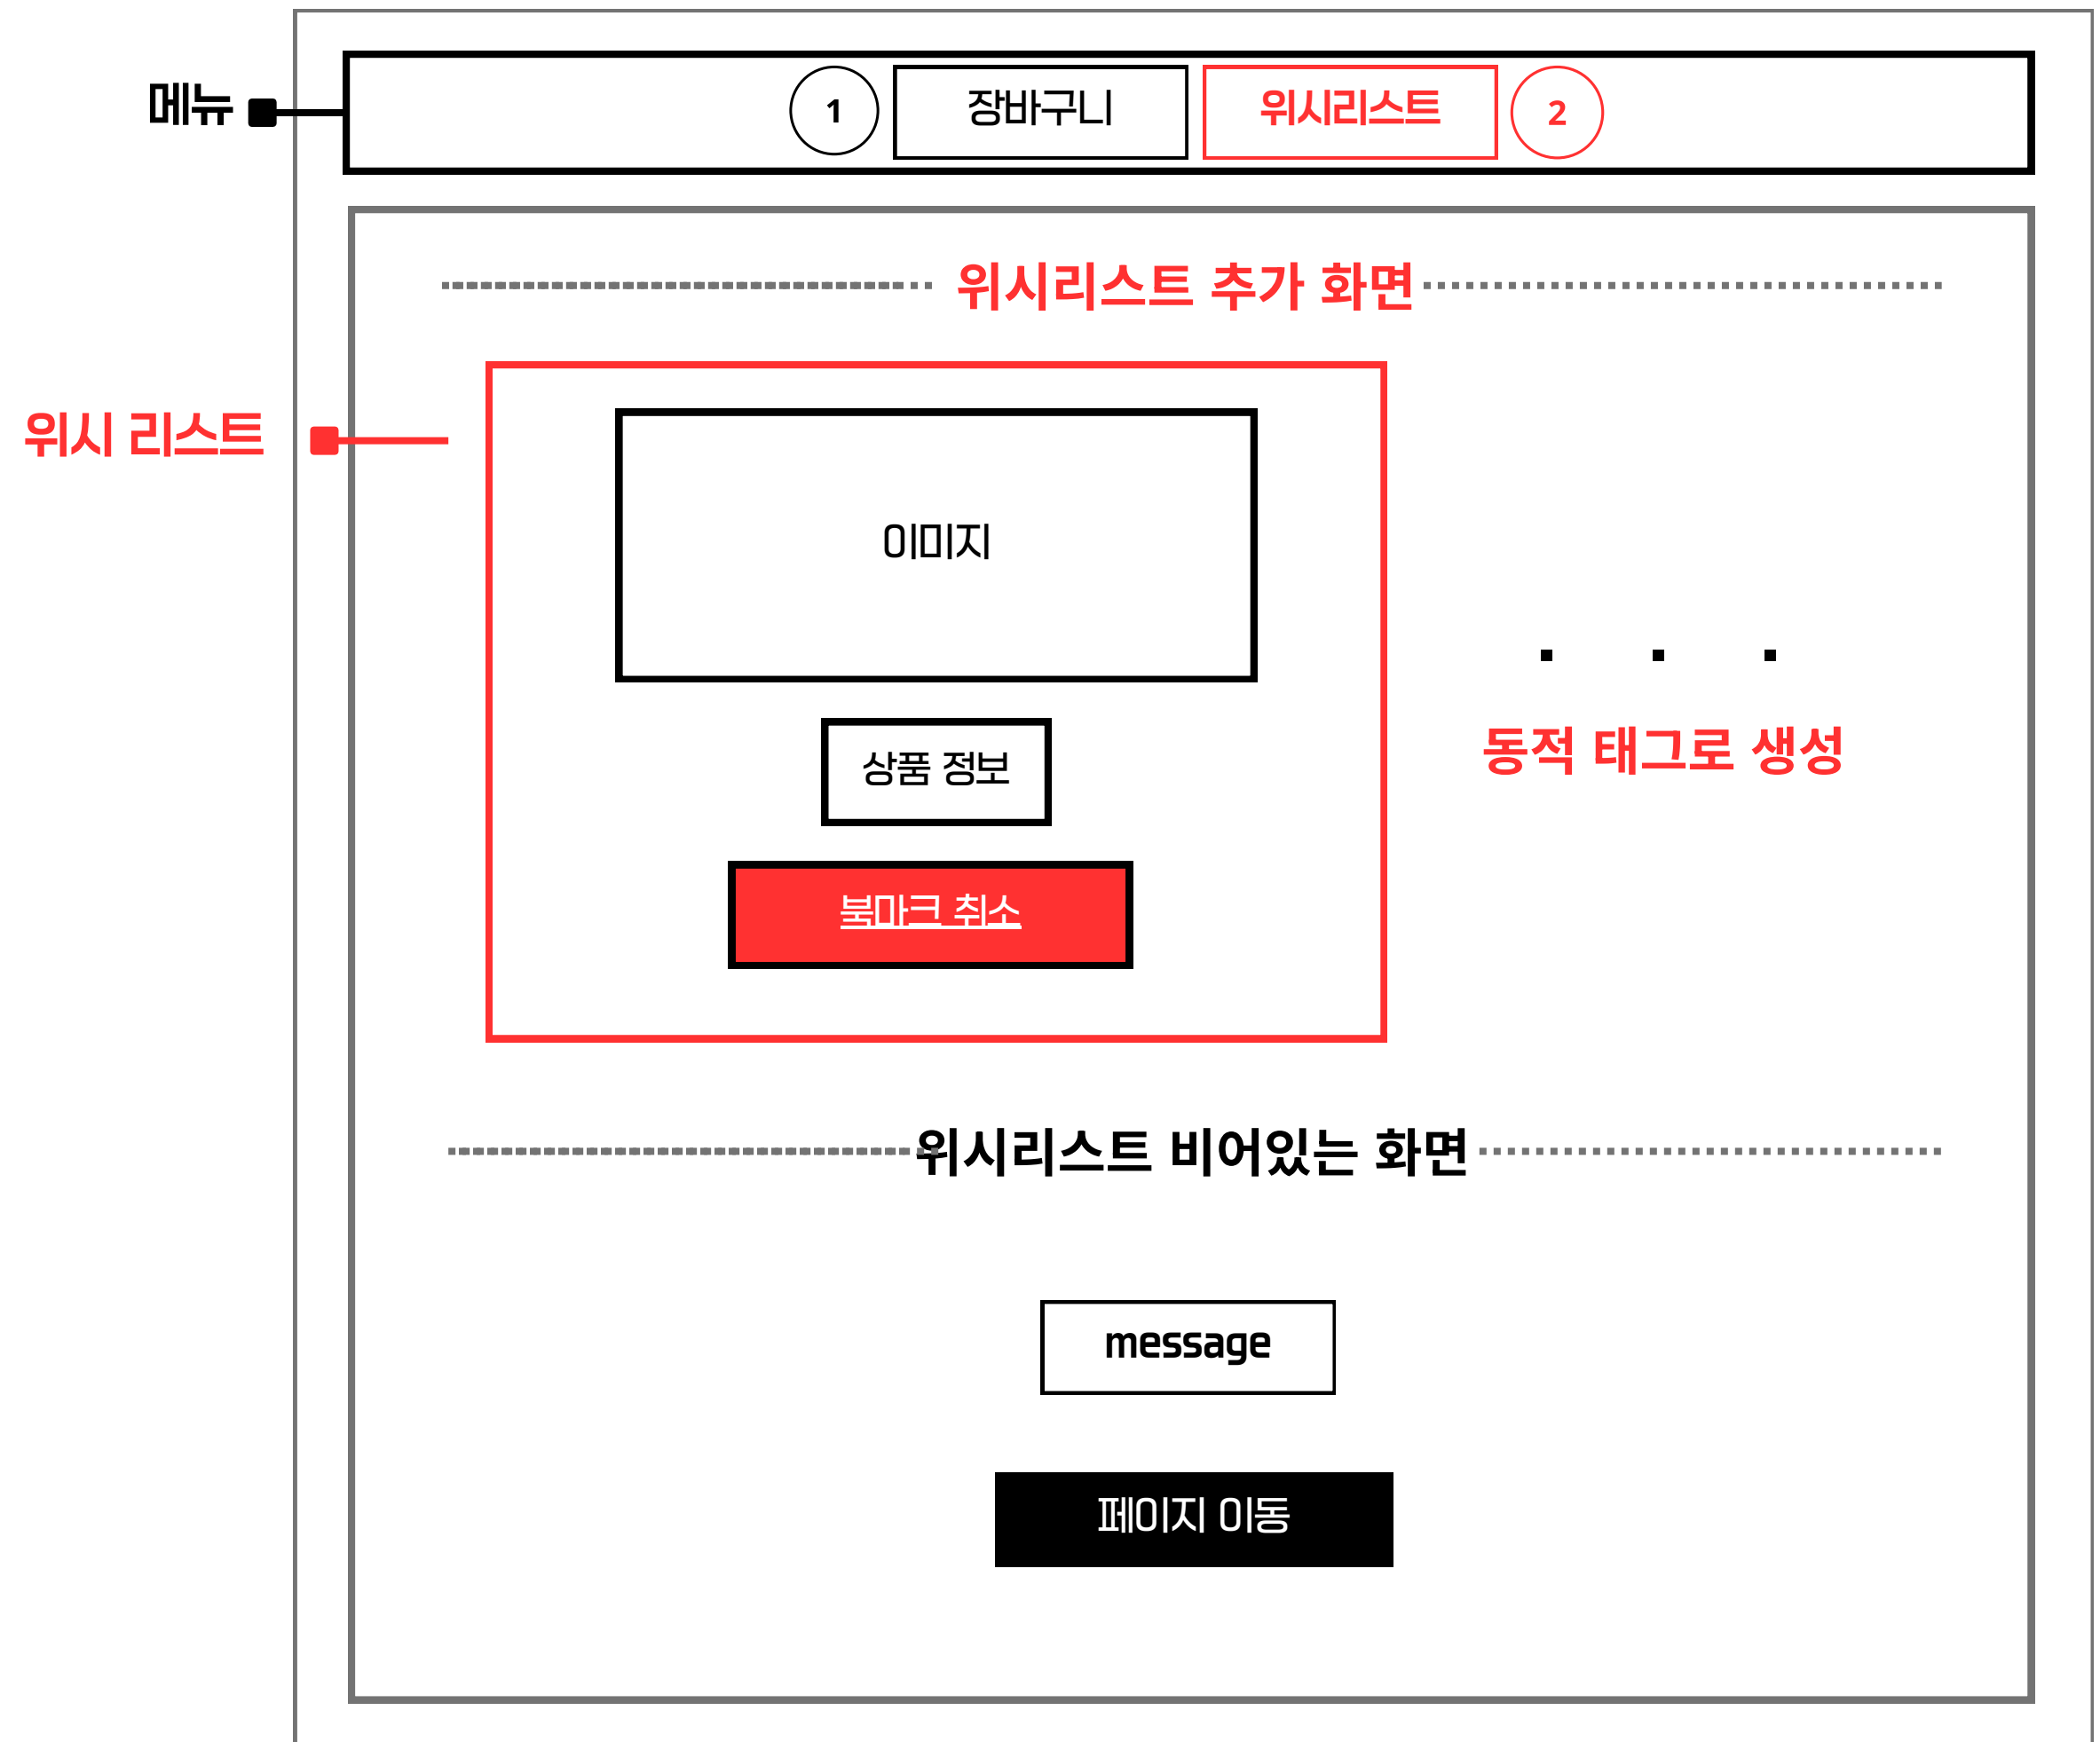 메뉴
1
장바구니
위시리스트
2
위시리스트 추가 화면
위시 리스트
이미지
. . .
상품 정보
동적 태그로 생성
북마크 취소
위시리스트 비어있는 화면
message
페이지 이동